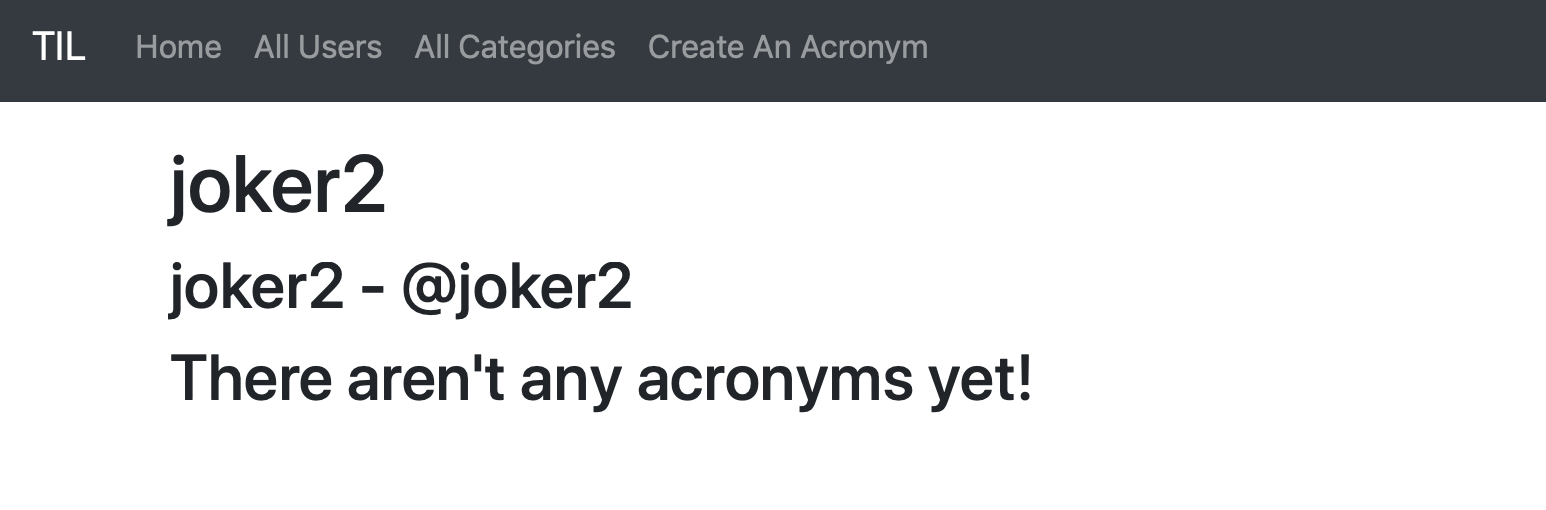 TIL Home All Users All Categories Create An Acronym
joker2
joker2 - @joker2
There aren't any acronyms yet!